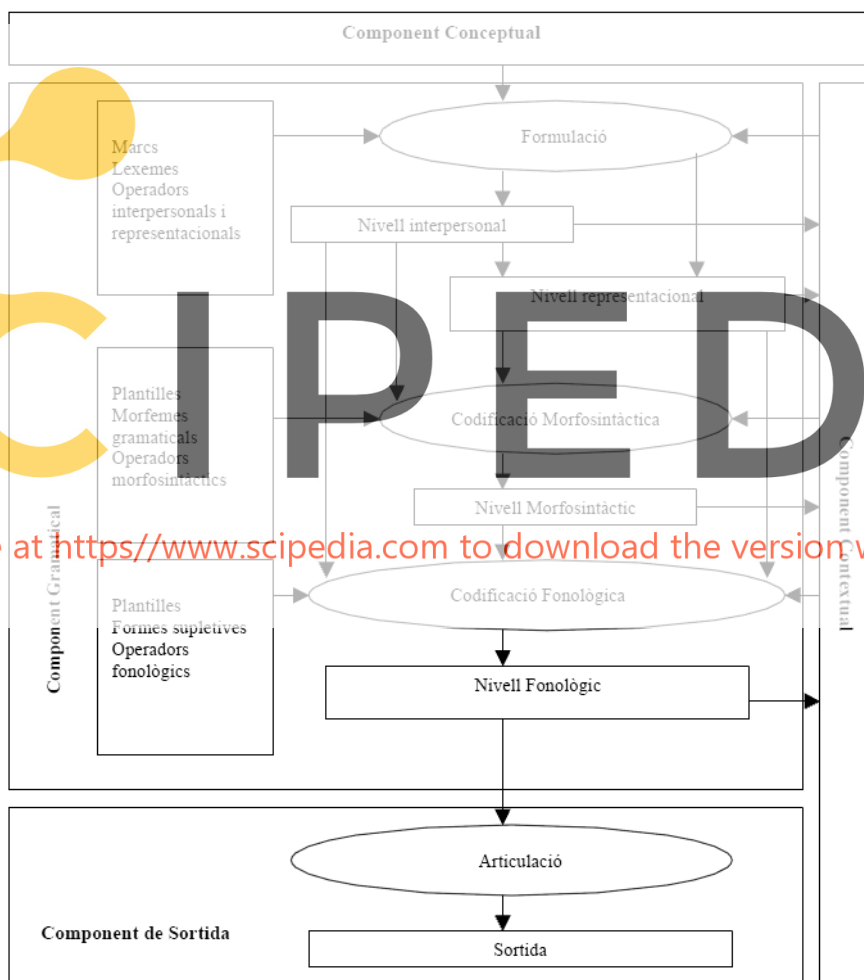 Component Conceptual
Formulació
Marcs
Lexemes
Operadors
interpersonals i
representacionals
Nivell interpersonal
Nivell representacional
CIPED
Plantilles
Morfemes
gramaticals
Operadors
morfosintàctics
Codificació Morfosintàctica
Nivell Morfosintàctic
Component Gramatical
Component Contextual
at https//www.scipedia.com to download the version w
Plantilles
Formes supletives
Operadors
fonològics
Codificació Fonològica
Nivell Fonològic
Articulació
Component de Sortida
Sortida